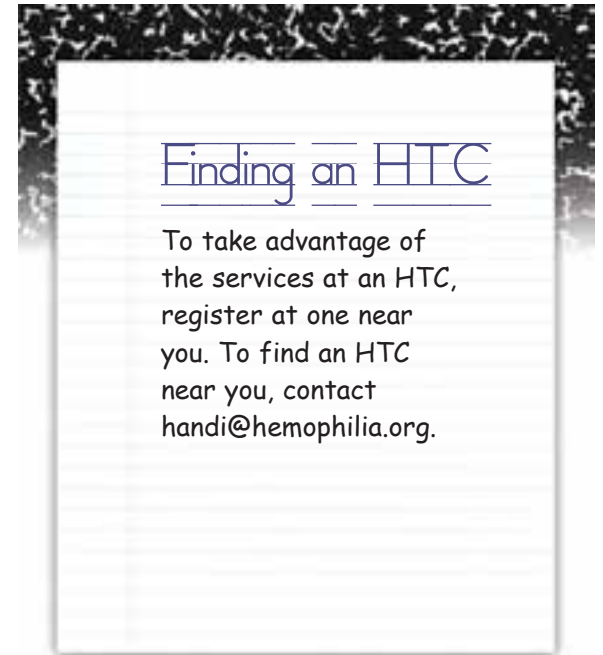 Finding an HTC
To take advantage of
the services at an HTC,
register at one near
you. To find an HTC
near you, contact
handi@hemophilia.org.